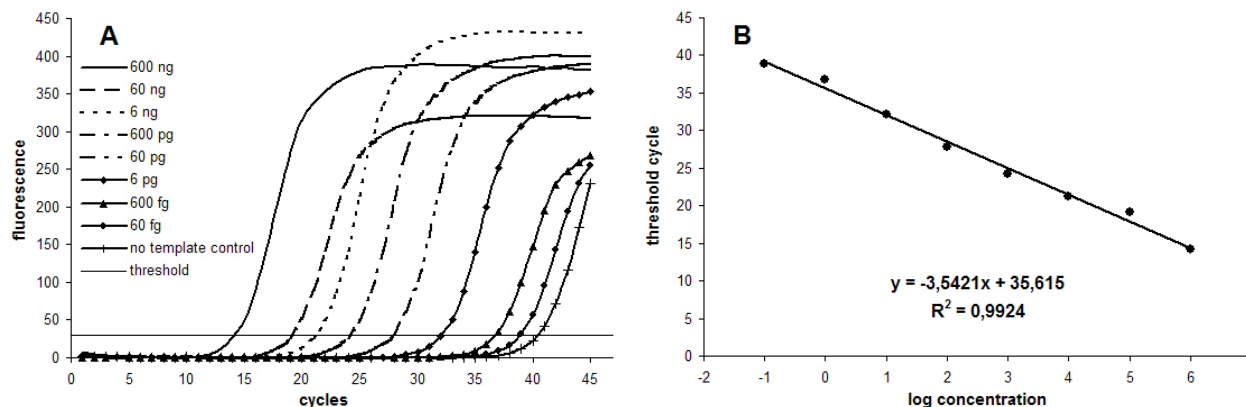 A
600 ng
60 ng
6 ng
600 pg
60 pg
6 pg
600 fg
60 fg
no template control
threshold
fluorescence
450
400
350
300
250
200
150
100
50
0
0 5 10 15 20 25 30 35 40 45
cycles
B
threshold cycle
45
40
35
30
25
20
15
10
5
0
y = -3,5421x + 35,615
R² = 0,9924
-2 -1 0 1 2 3 4 5 6
log concentration